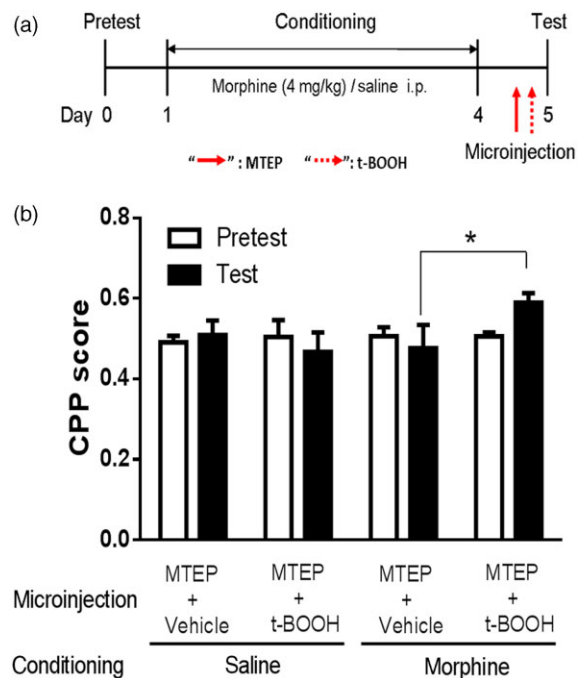 (a)
Pretest Conditioning Test
Morphine (4 mg/kg) / saline i.p.
Day 0 1 4 5
Microinjection
“ ” : MTEP “ ”: t-BOOH
(b)
0.8
0.6
0.4
0.2
0.0
CPP score
Pretest
Test
*
MTEP MTEP MTEP MTEP
Microinjection + + + +
Vehicle t-BOOH Vehicle t-BOOH
Conditioning Saline Morphine